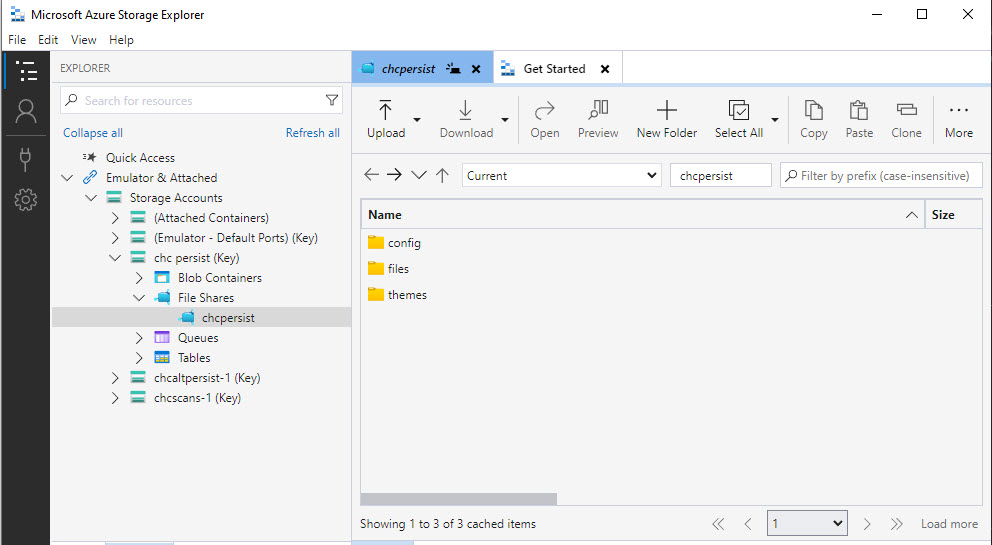 Microsoft Azure Storage Explorer
File Edit View Help
EXPLORER
Search for resources
Collapse all Refresh all
Quick Access
Emulator & Attached
Storage Accounts
(Attached Containers)
(Emulator - Default Ports) (Key)
chc persist (Key)
Blob Containers
File Shares
chcpersist
Queues
Tables
chcaltpersist-1 (Key)
chcscans-1 (Key)
chcpersist Get Started
Upload Download Open Preview New Folder Select All Copy Paste Clone More
Current chcpersist Filter by prefix (case-insensitive)
Name Size
config
files
themes
Showing 1 to 3 of 3 cached items 1 Load more